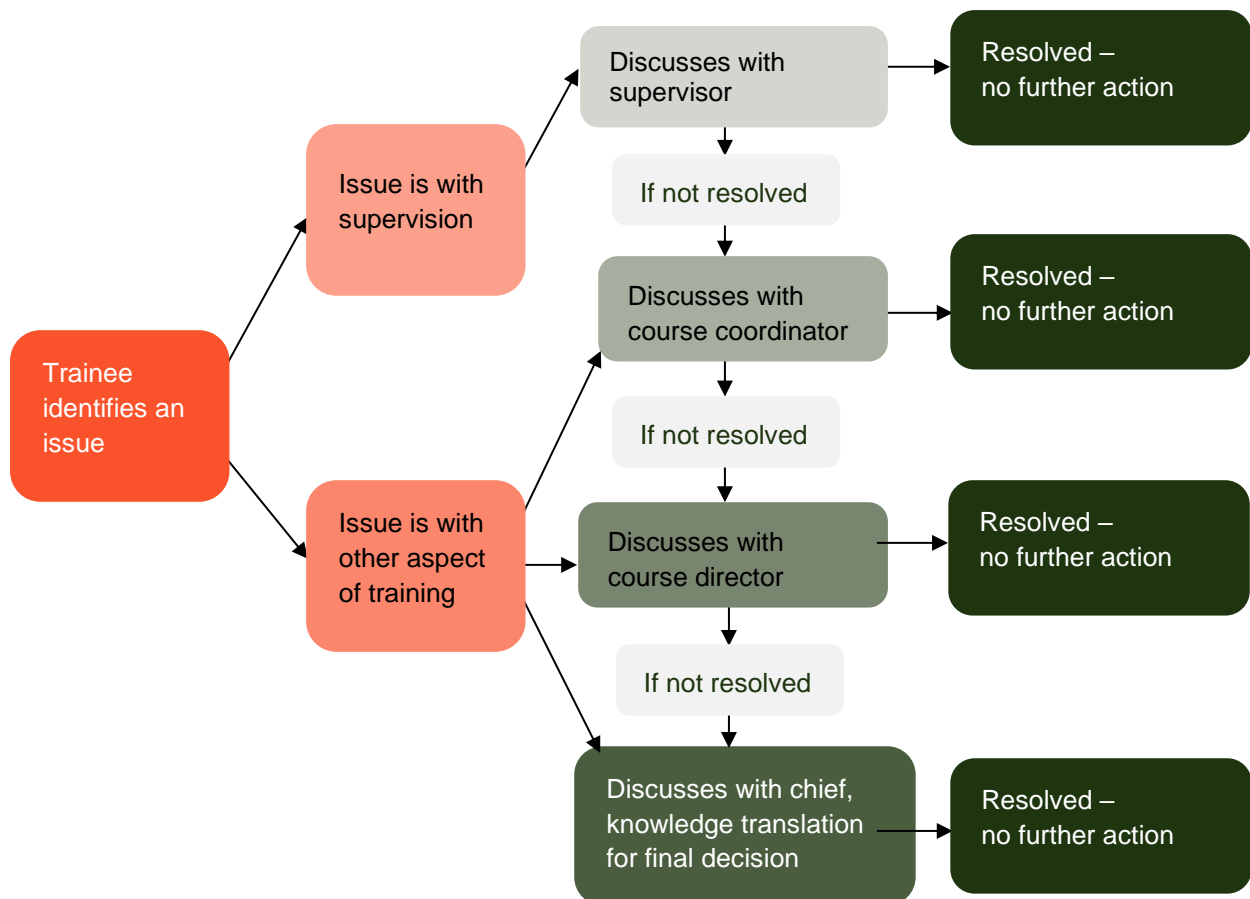 Trainee
identifies an
issue
Issue is with
supervision
Issue is with
other aspect
of training
Discusses with
supervisor
Resolved –
no further action
If not resolved
Discusses with
course coordinator
Resolved –
no further action
If not resolved
Discusses with
course director
Resolved –
no further action
If not resolved
Discusses with chief,
knowledge translation
for final decision
Resolved –
no further action